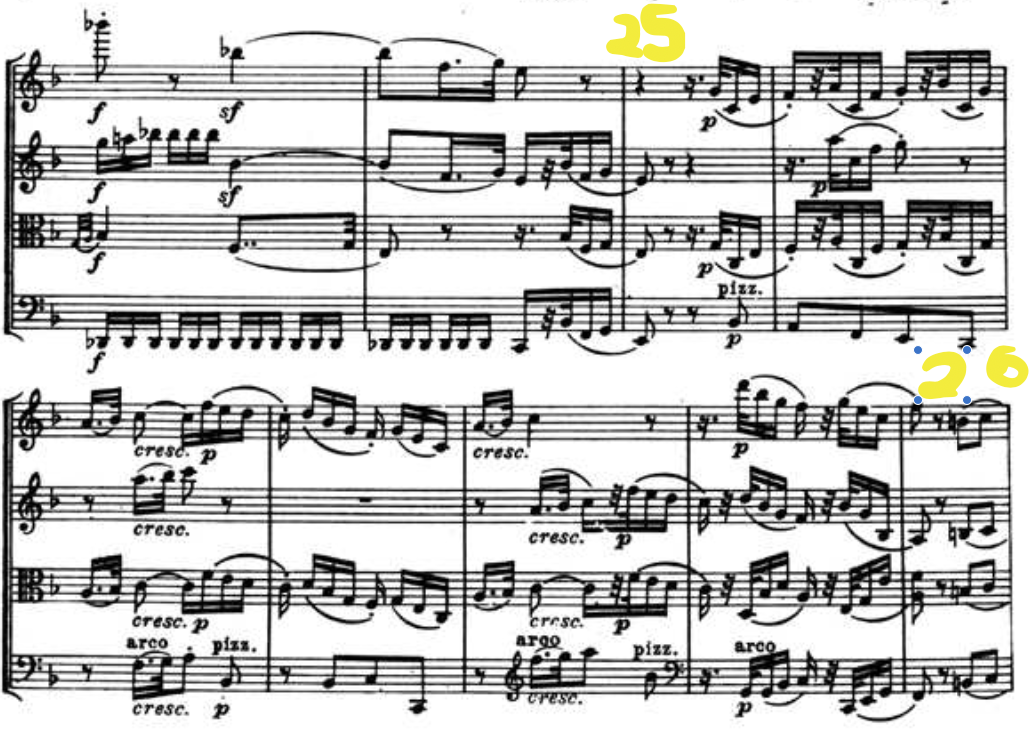 25
f sf p
f sf p
f p
pizz.
f p
26
cresc. p cresc. p
cresc. cresc. p
cresc. p cresc. p
arco pizz. arco pizz. arco
cresc. p cresc. p